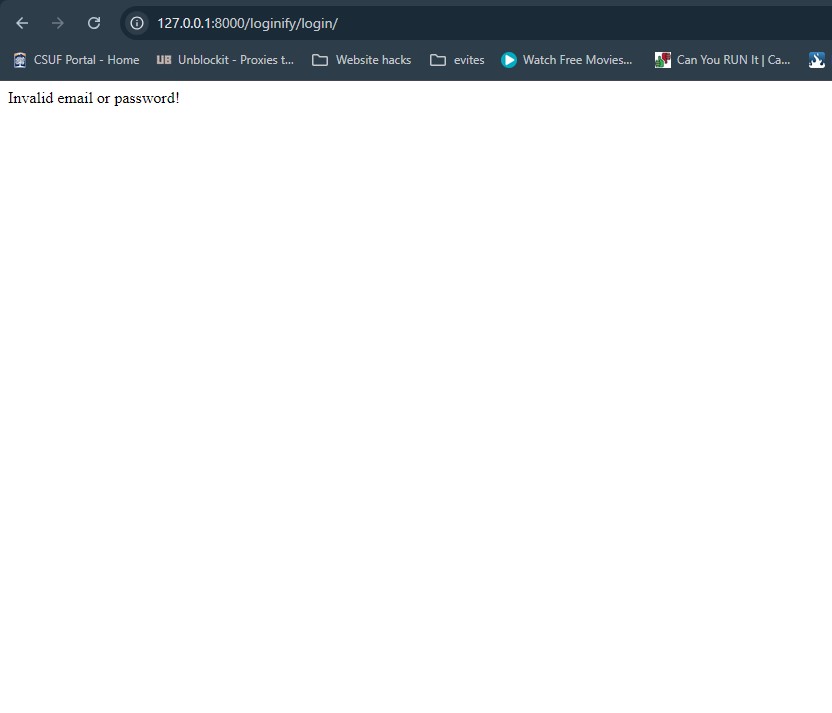 127.0.0.1:8000/loginify/login/
CSUF Portal - Home UB Unblockit - Proxies t... Website hacks evites Watch Free Movies... Can You RUN It | Ca...
Invalid email or password!